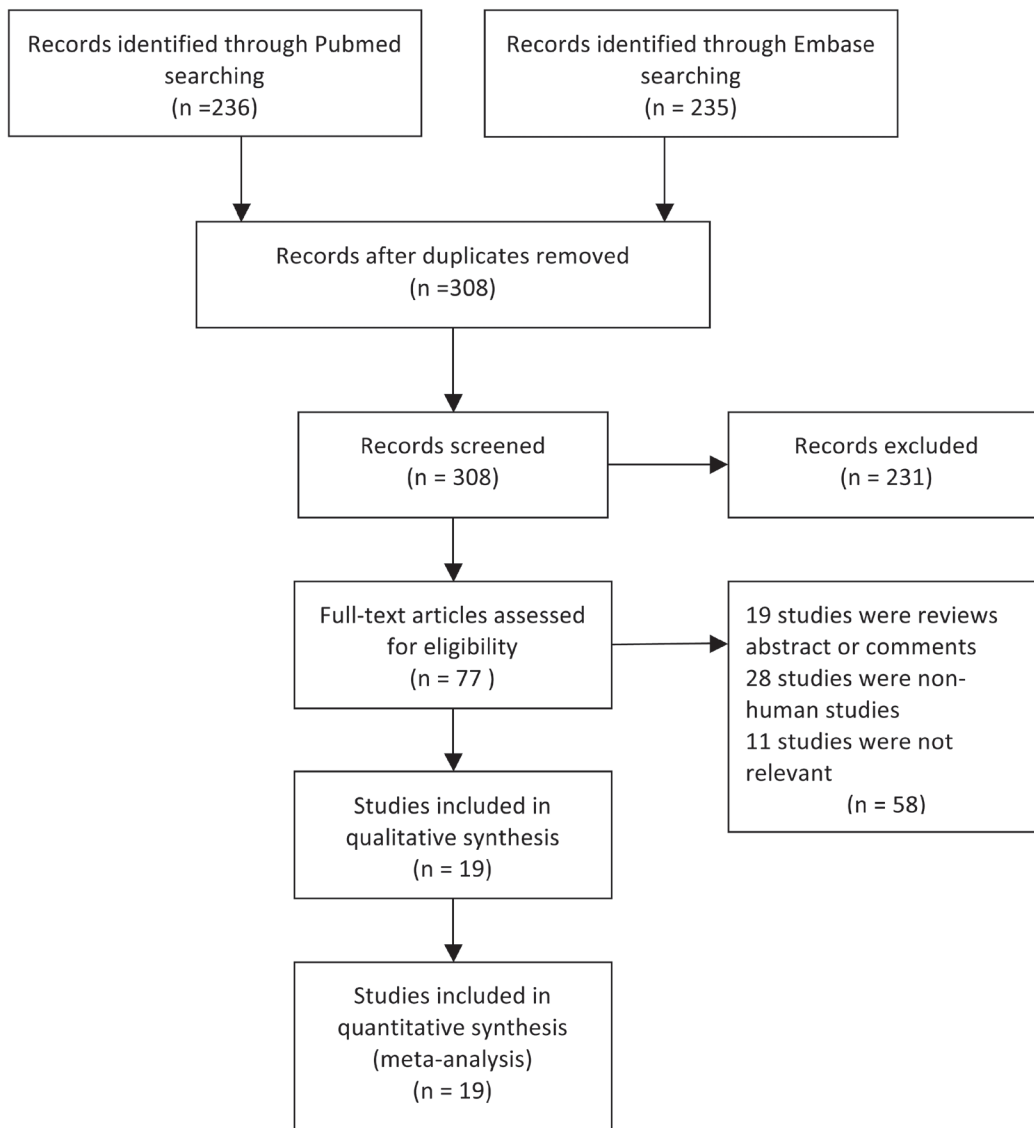 Records identified through Pubmed
searching
(n =236)
Records identified through Embase
searching
(n = 235)
Records after duplicates removed
(n =308)
Records screened
(n = 308)
Records excluded
(n = 231)
Full-text articles assessed
for eligibility
(n = 77 )
19 studies were reviews
abstract or comments
28 studies were non-
human studies
11 studies were not
relevant
(n = 58)
Studies included in
qualitative synthesis
(n = 19)
Studies included in
quantitative synthesis
(meta-analysis)
(n = 19)